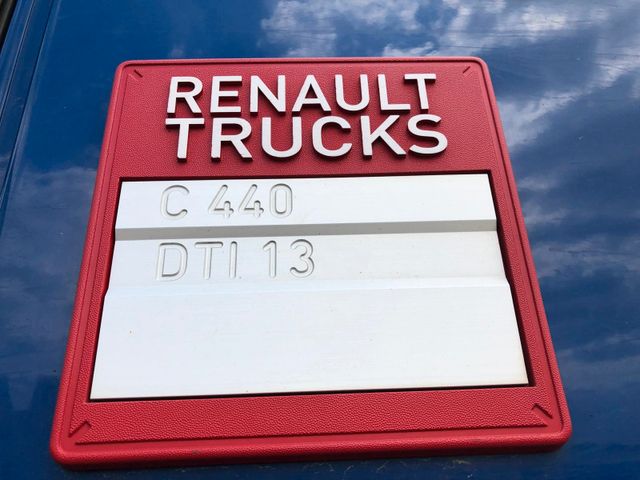 RENAULT
TRUCKS
C 440
DTI 13